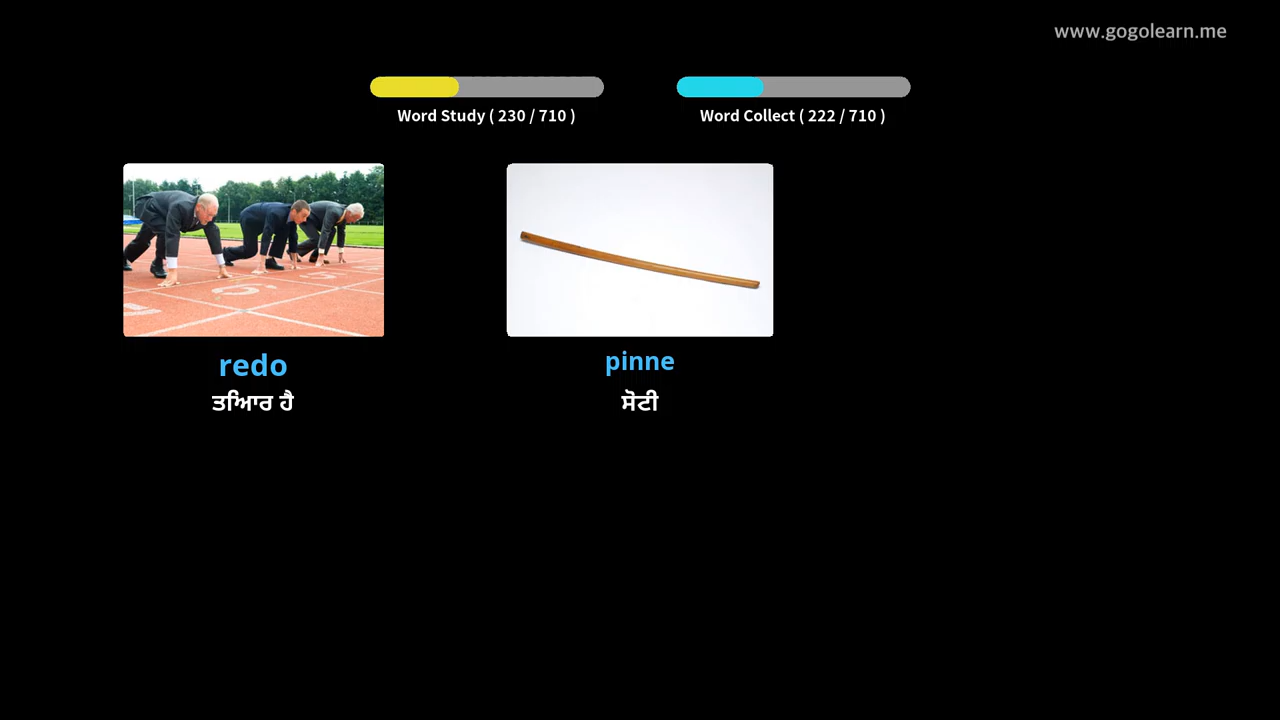 www.gogolearn.me
Word Study ( 230 / 710 )
Word Collect ( 222 / 710 )
redo
ਤਿਆਰ ਹੈ
pinne
ਸੋਟੀ